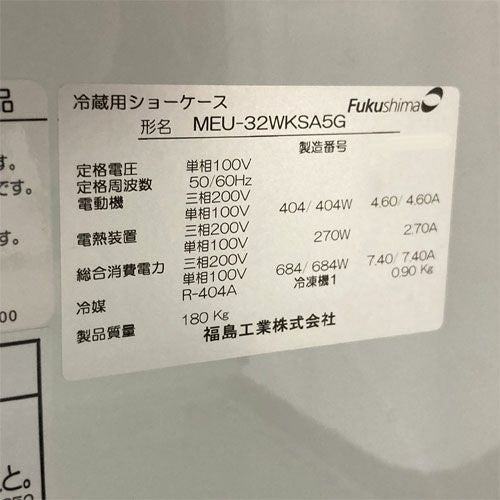 冷蔵用ショーケース Fukushima
形名 MEU-32WKSA5G
製造番号
定格電圧 単相100V
定格周波数 50/60Hz
電動機 三相200V
単相100V 404/404W 4.60/4.60A
電熱装置 三相200V
単相100V 270W 2.70A
総合消費電力 三相200V
単相100V 684/684W 7.40/7.40A
冷媒 R-404A 冷凍機1 0.90 Kg
製品質量 180 Kg
福島工業株式会社
品
す。
です。
す。
00
と。